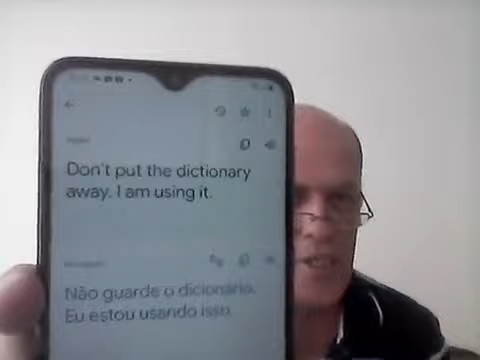 Don't put the dictionary
away. I am using it.
Não guarde o dicionário.
Eu estou usando isso.